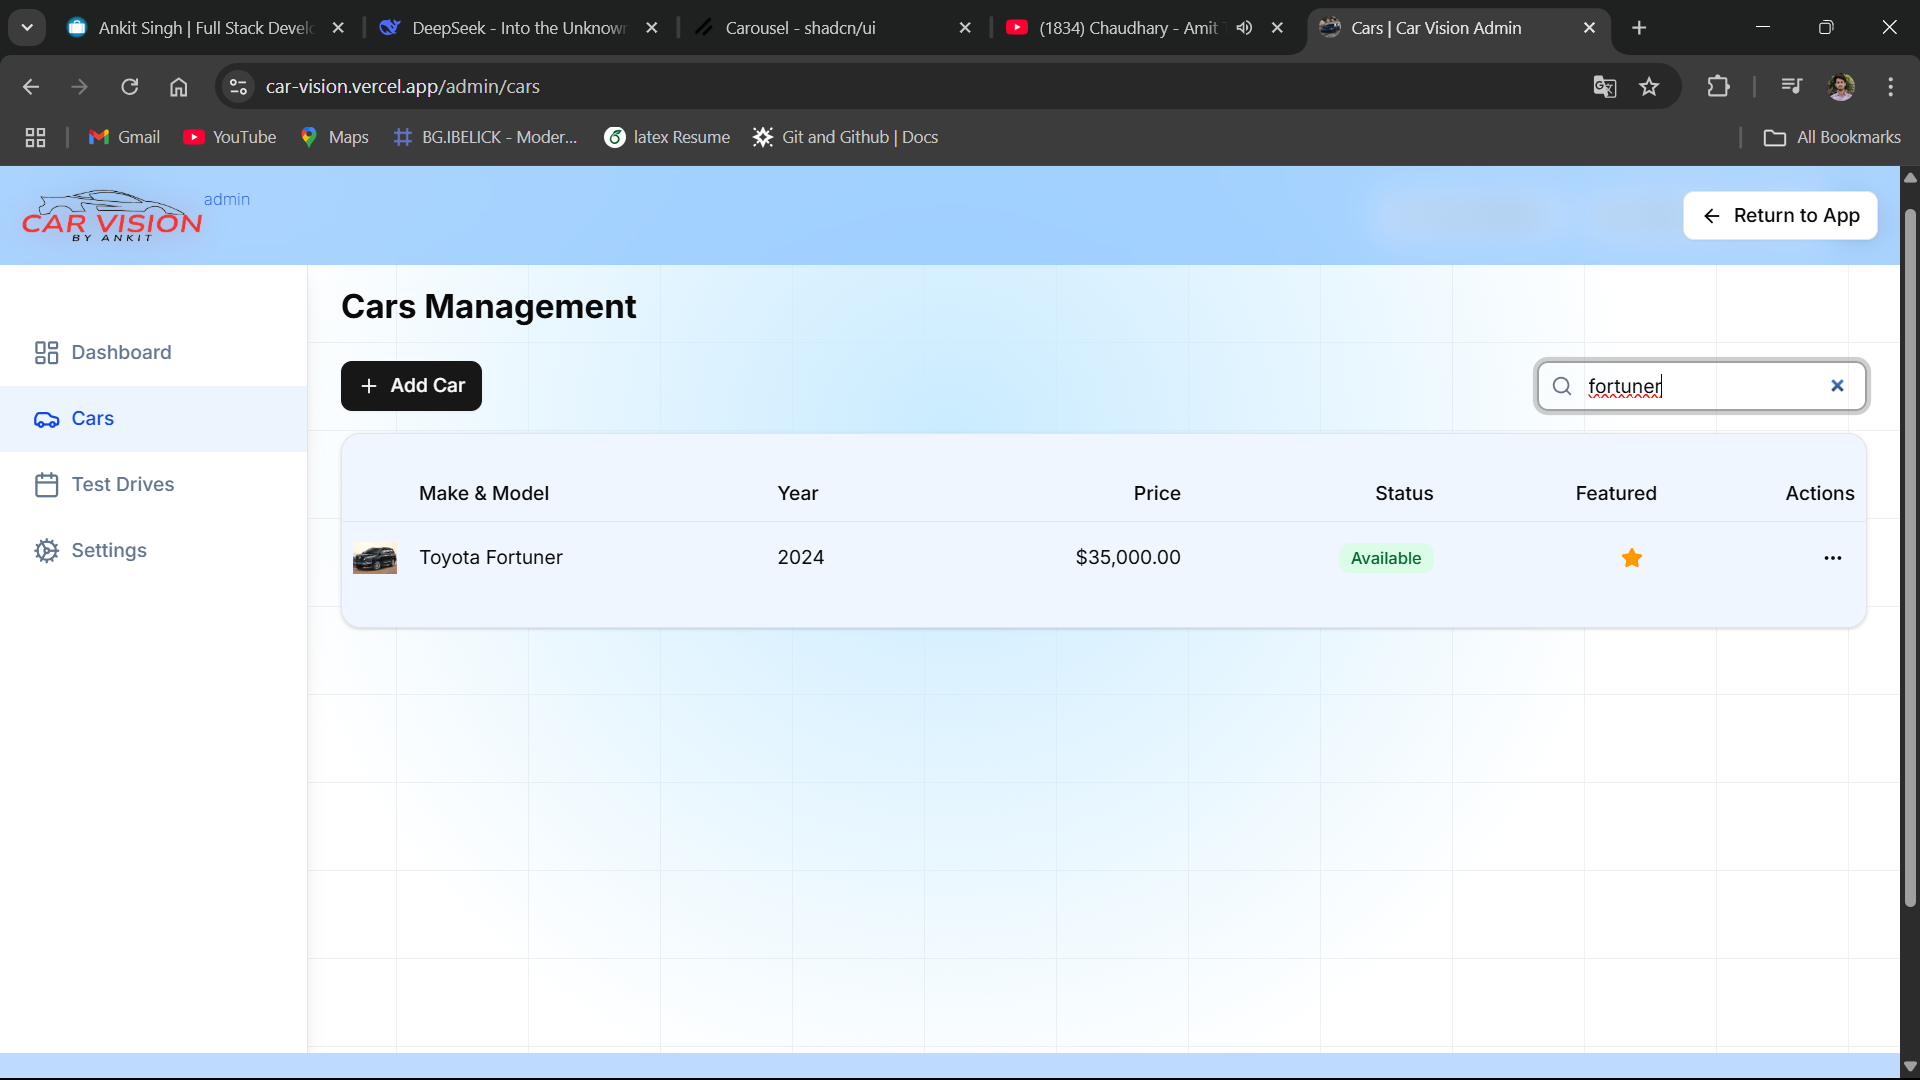 Ankit Singh | Full Stack Develo
DeepSeek - Into the Unknown
Carousel - shadcn/ui
(1834) Chaudhary - Amit T
Cars | Car Vision Admin
car-vision.vercel.app/admin/cars
Gmail
YouTube
Maps
BG.IBELICK - Moder...
latex Resume
Git and Github | Docs
All Bookmarks
CAR VISION
BY ANKIT
admin
Return to App
Dashboard
Cars
Test Drives
Settings
Cars Management
Add Car
fortuner
Make & Model Year Price Status Featured Actions
Toyota Fortuner 2024 $35,000.00 Available